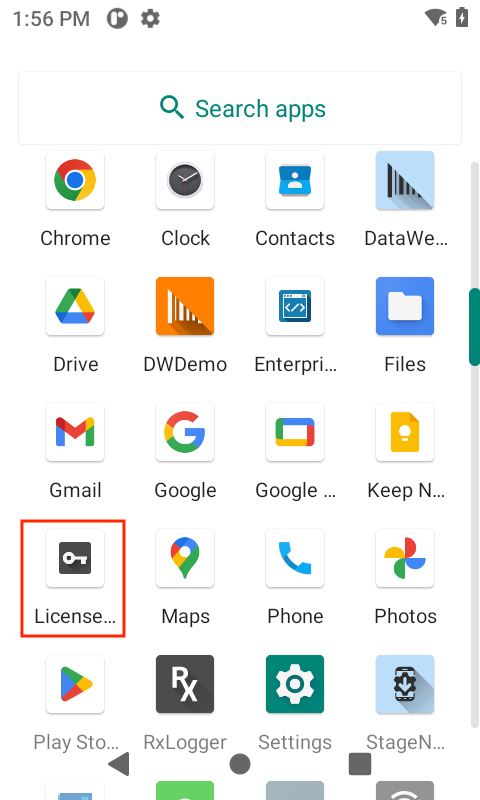 1:56 PM 5
Search apps
Chrome Clock Contacts DataWe...
Drive DWDemo Enterpri... Files
Gmail Google Google ... Keep N...
License... Maps Phone Photos
Play Sto... RxLogger Settings StageN...